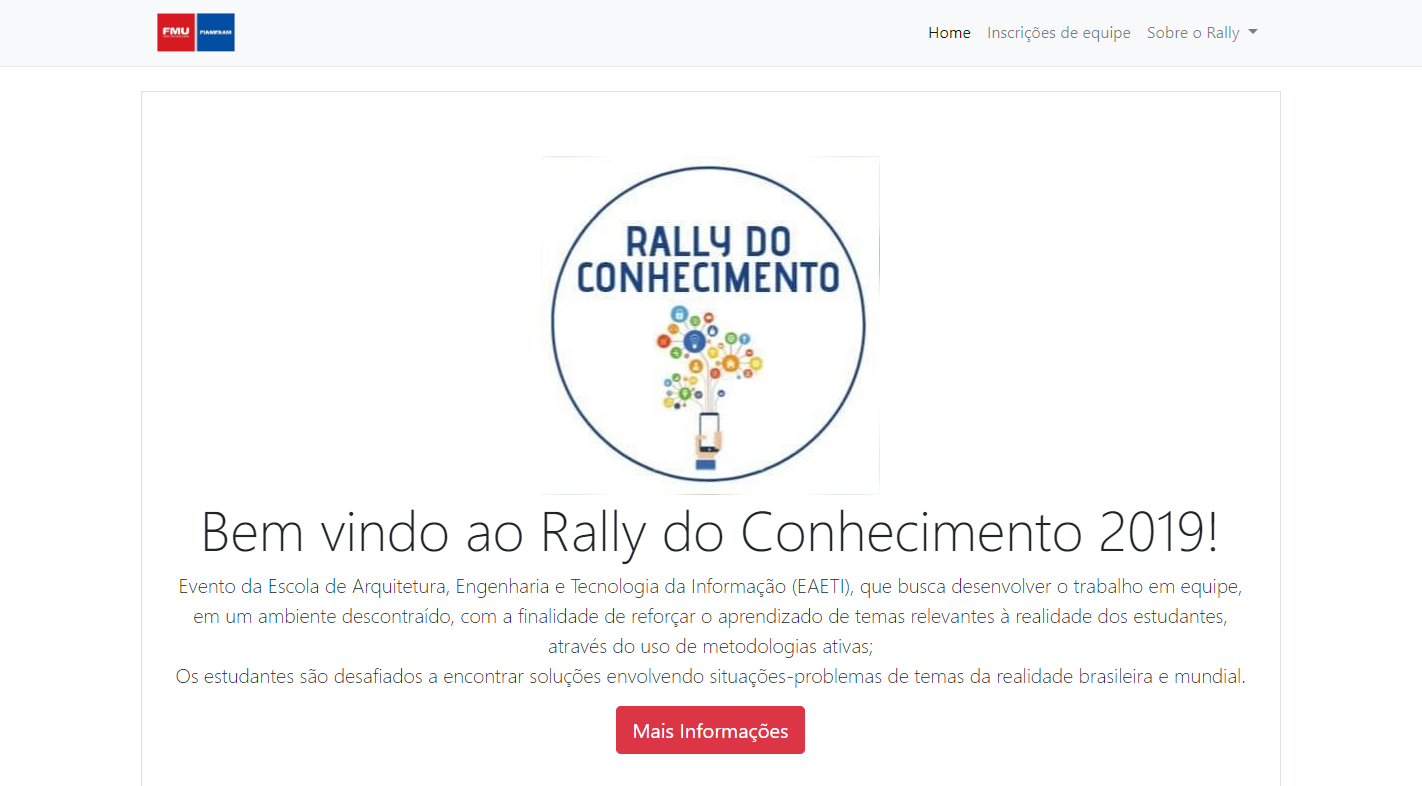 FMU
FIAMFAAM
Home
Inscrições de equipe
Sobre o Rally
RALLY DO
CONHECIMENTO
Bem vindo ao Rally do Conhecimento 2019!
Evento da Escola de Arquitetura, Engenharia e Tecnologia da Informação (EAETI), que busca desenvolver o trabalho em equipe,
em um ambiente descontraído, com a finalidade de reforçar o aprendizado de temas relevantes à realidade dos estudantes,
através do uso de metodologias ativas;
Os estudantes são desafiados a encontrar soluções envolvendo situações-problemas de temas da realidade brasileira e mundial.
Mais Informações